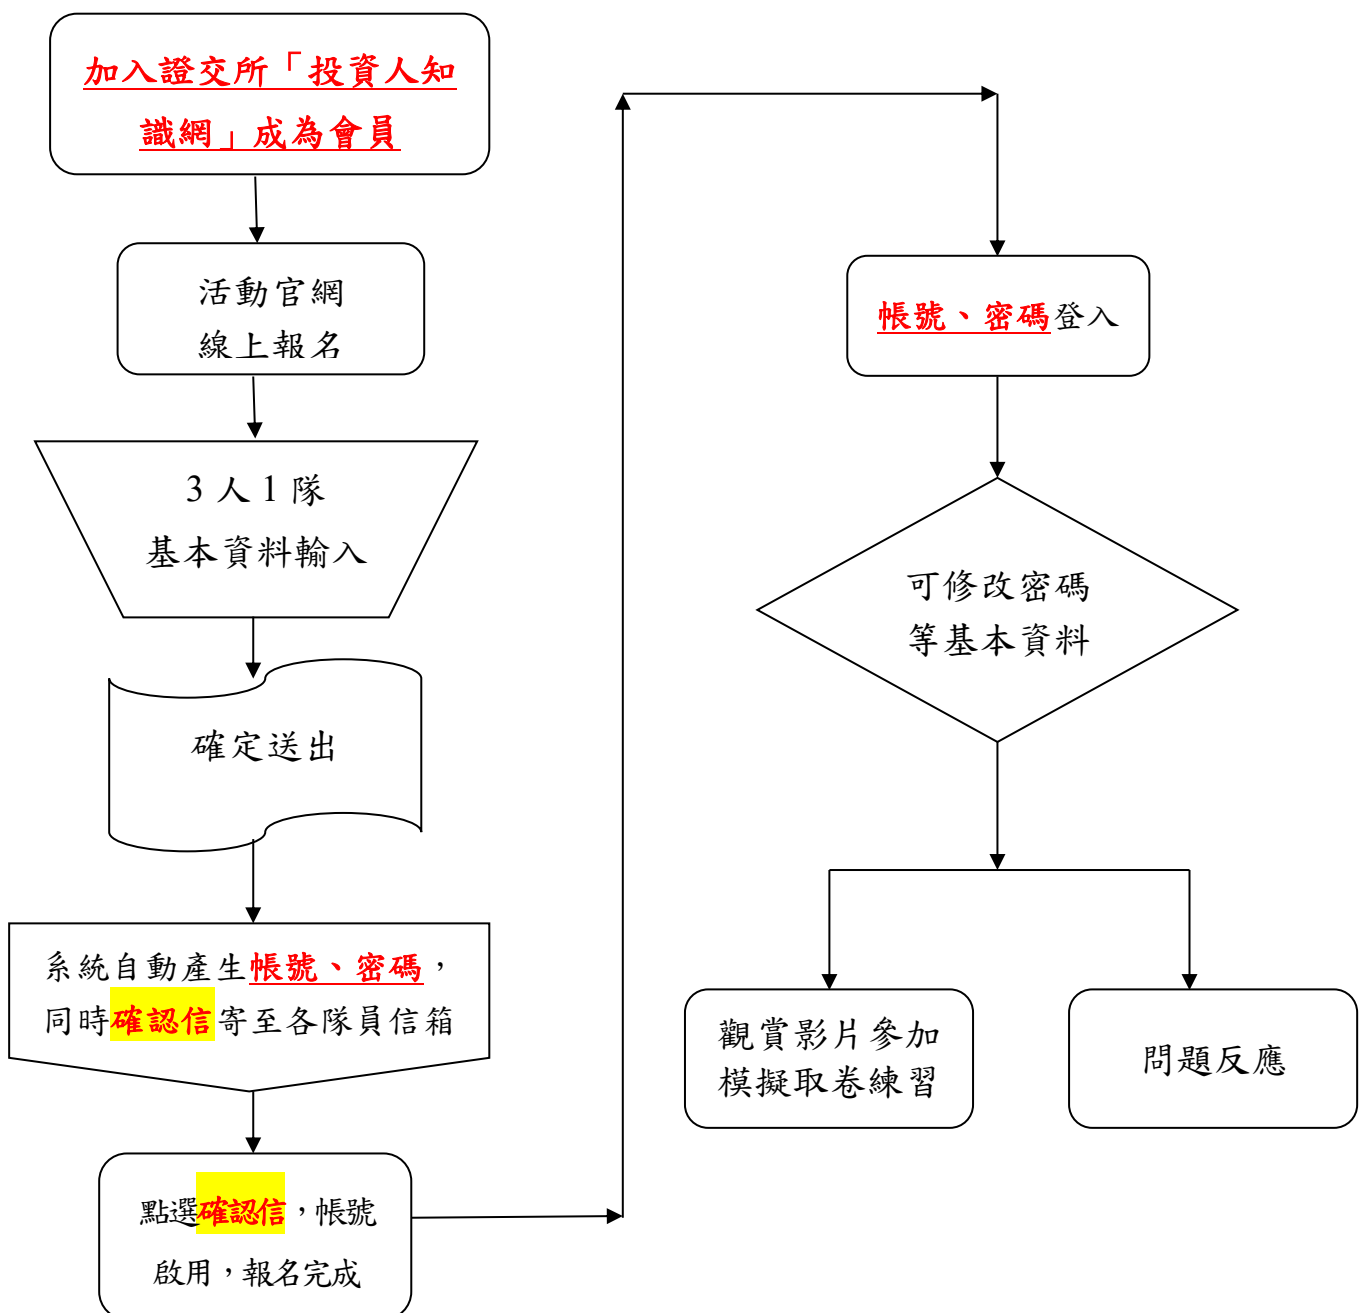 加入證交所「投資人知
識網」成為會員
活動官網
線上報名
3 人 1 隊
基本資料輸入
確定送出
系統自動產生帳號、密碼，
同時確認信寄至各隊員信箱
點選確認信，帳號
啟用，報名完成
帳號、密碼登入
可修改密碼
等基本資料
觀賞影片參加
模擬取卷練習
問題反應